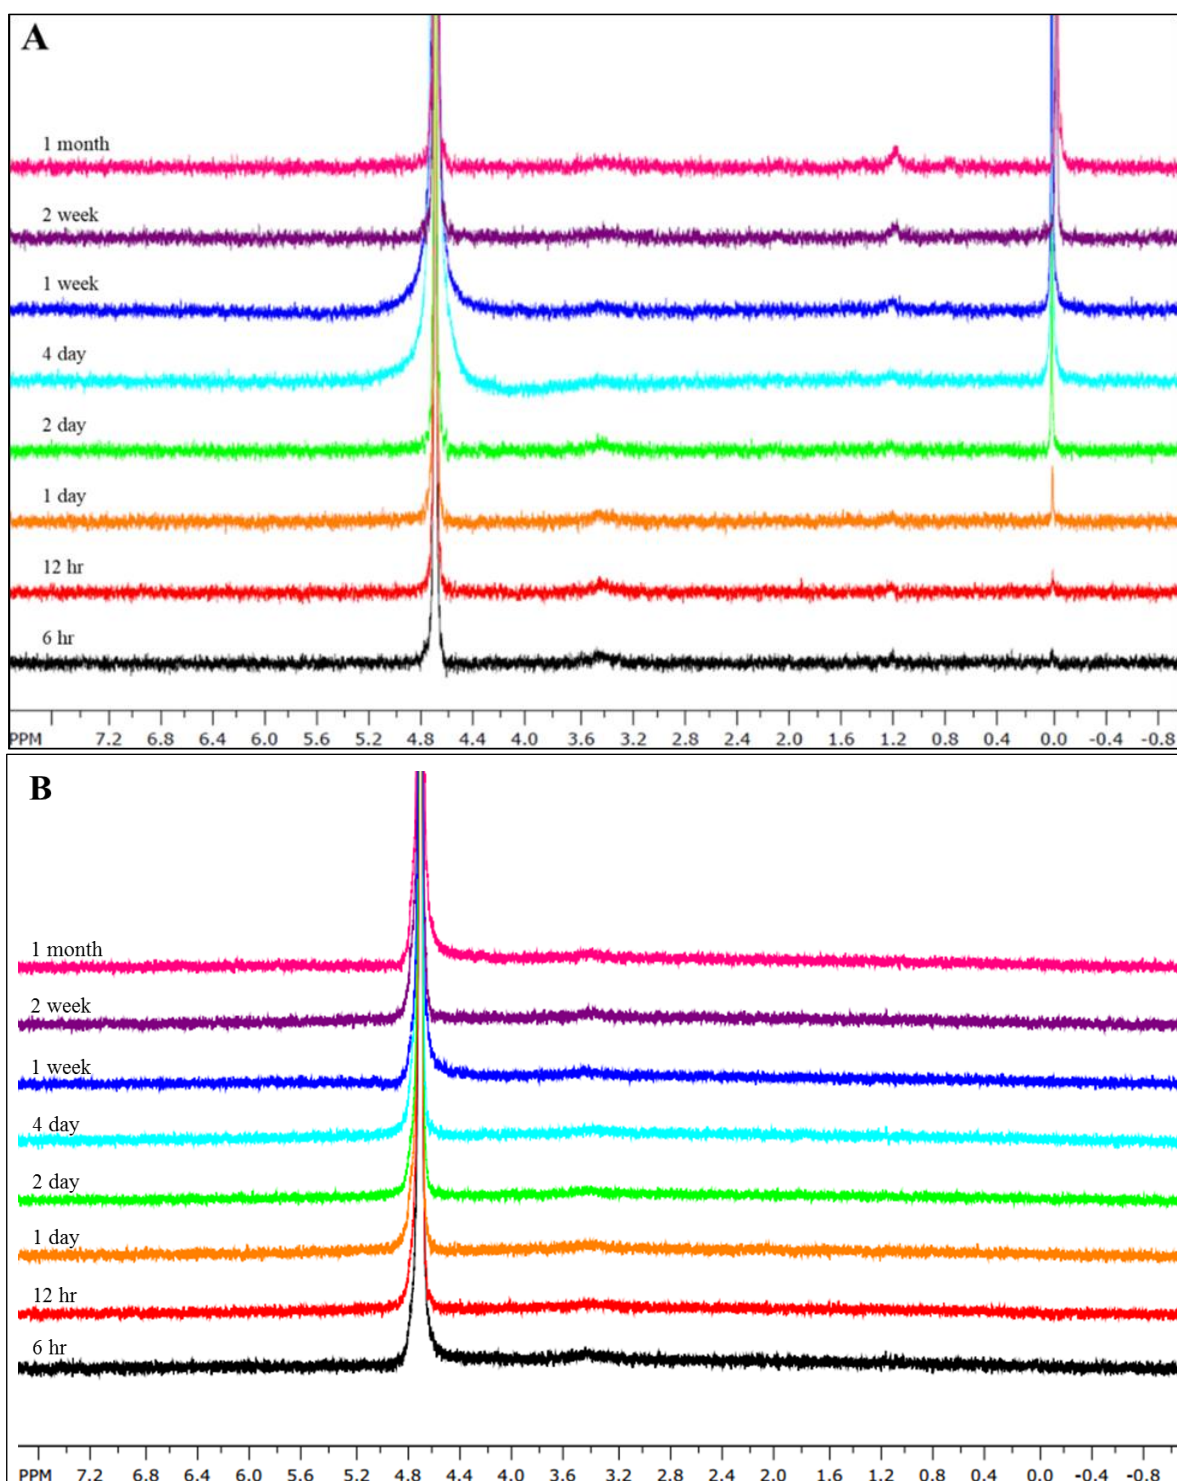 A
1 month
2 week
1 week
4 day
2 day
1 day
12 hr
6 hr
PPM 7.2 6.8 6.4 6.0 5.6 5.2 4.8 4.4 4.0 3.6 3.2 2.8 2.4 2.0 1.6 1.2 0.8 0.4 0.0 -0.4 -0.8
B
1 month
2 week
1 week
4 day
2 day
1 day
12 hr
6 hr
PPM 7.2 6.8 6.4 6.0 5.6 5.2 4.8 4.4 4.0 3.6 3.2 2.8 2.4 2.0 1.6 1.2 0.8 0.4 0.0 -0.4 -0.8